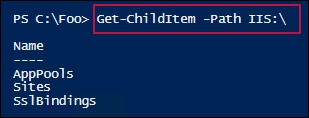 PS C:\Foo> Get-ChildItem -Path IIS:\
Name
----
AppPools
Sites
SslBindings